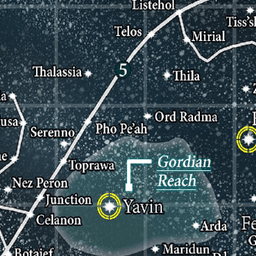 Listehol
Telos
Mirial
Tiss's
Thalassia
5
Thila
Ord Radma
Pho Pe'ah
Serenno
Toprawa
Gordian
Reach
Nez Peron
Junction
Yavin
Celanon
Arda
Botajef
Maridun